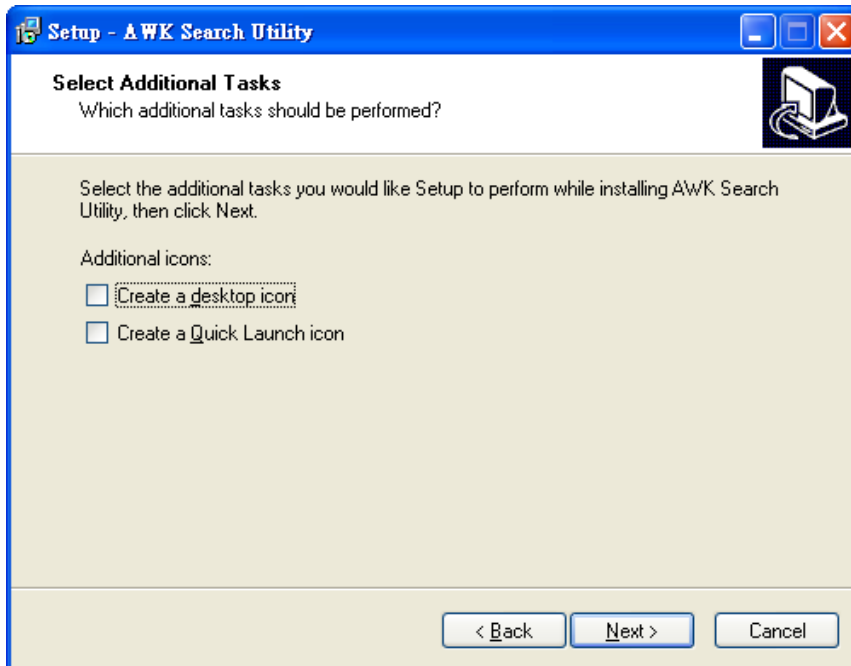 Setup - AWK Search Utility
Select Additional Tasks
Which additional tasks should be performed?
Select the additional tasks you would like Setup to perform while installing AWK Search
Utility, then click Next.
Additional icons:
Create a desktop icon
Create a Quick Launch icon
< Back Next > Cancel